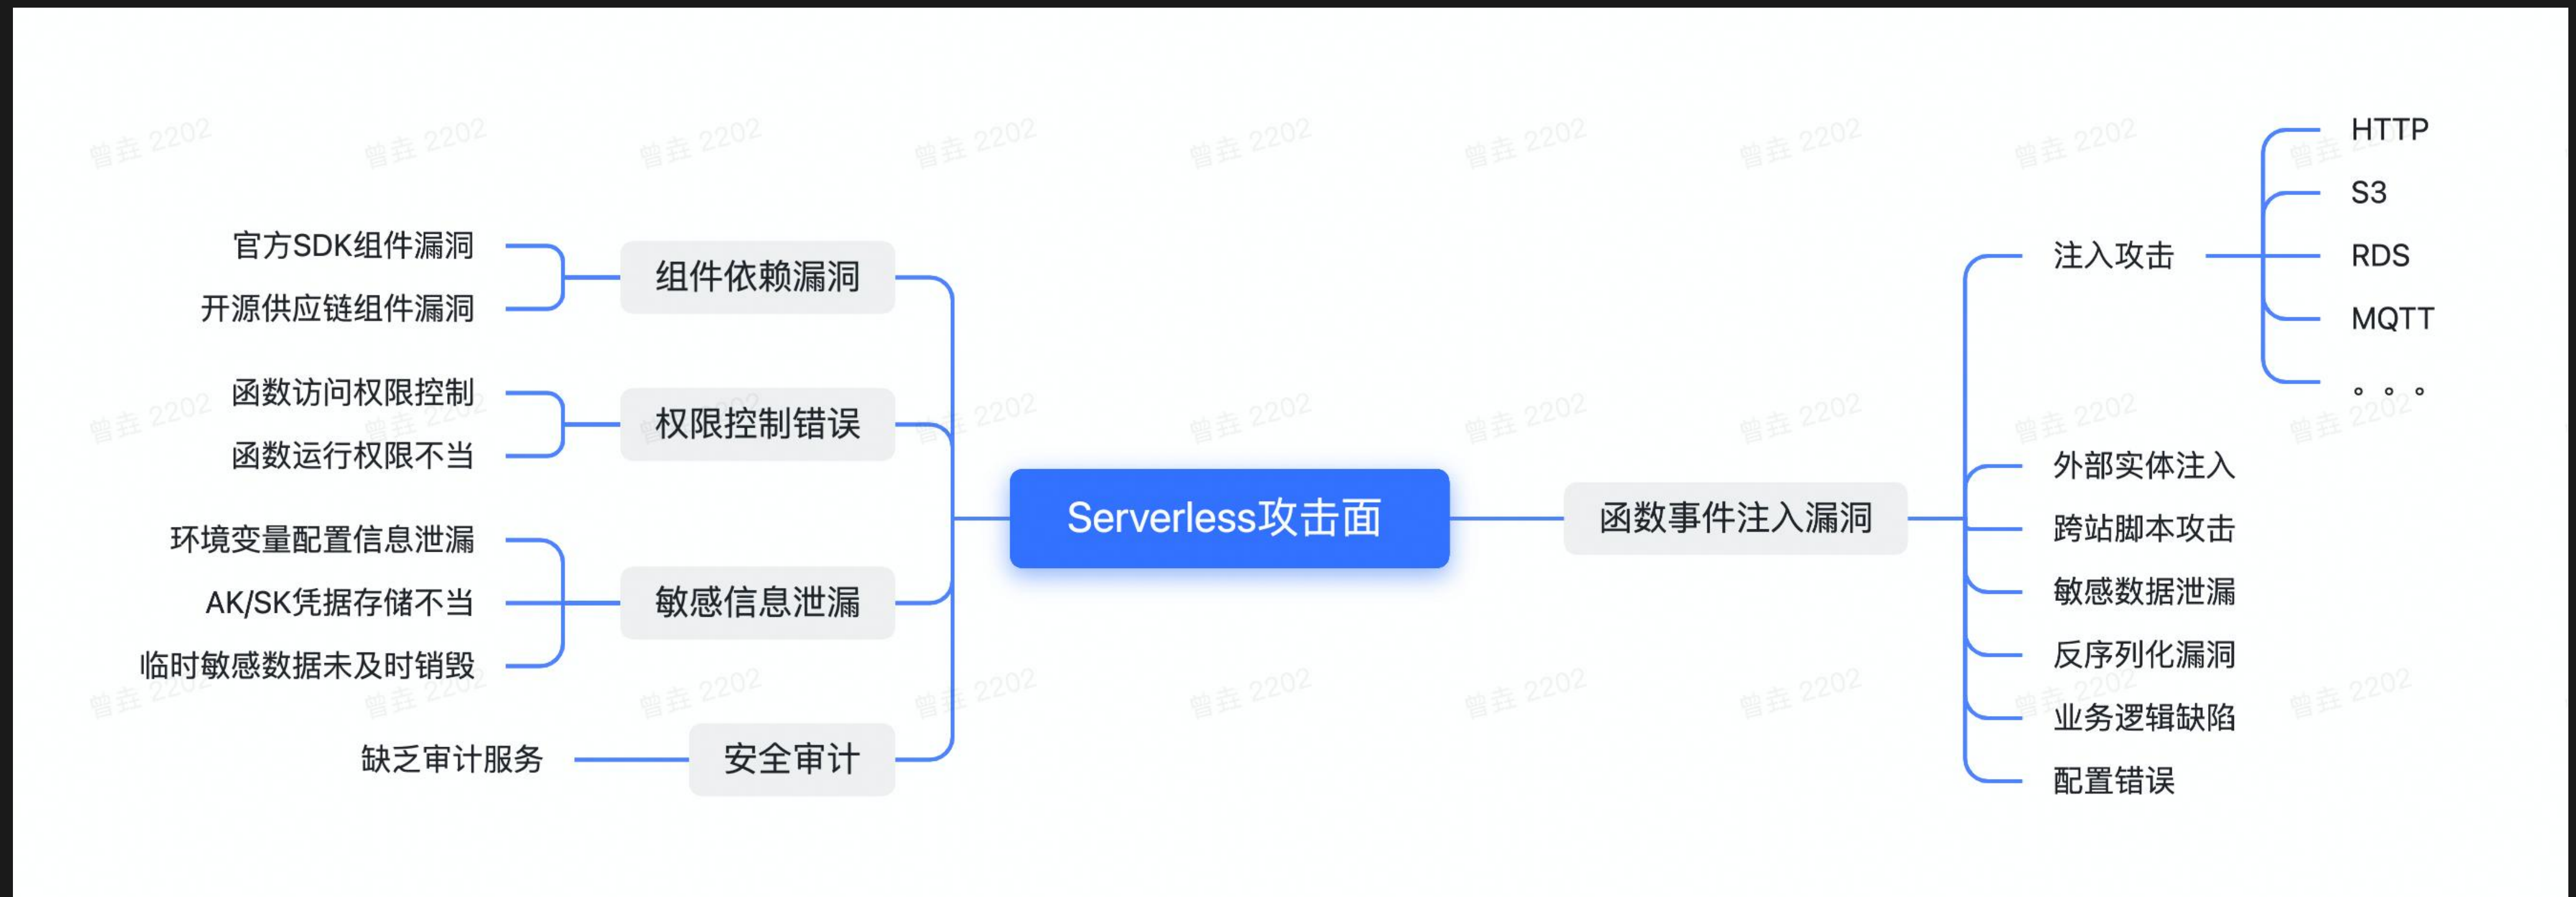 Serverless攻击面
组件依赖漏洞
官方SDK组件漏洞
开源供应链组件漏洞
权限控制错误
函数访问权限控制
函数运行权限不当
敏感信息泄漏
环境变量配置信息泄漏
AK/SK凭据存储不当
临时敏感数据未及时销毁
安全审计
缺乏审计服务
函数事件注入漏洞
注入攻击
HTTP
S3
RDS
MQTT
。。。
外部实体注入
跨站脚本攻击
敏感数据泄漏
反序列化漏洞
业务逻辑缺陷
配置错误
曾垚 2202